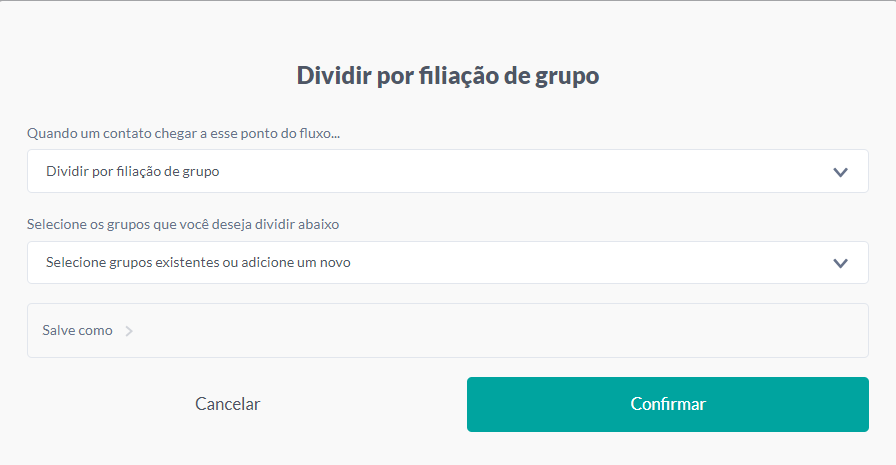 Dividir por filiação de grupo
Quando um contato chegar a esse ponto do fluxo...
Dividir por filiação de grupo
Selecione os grupos que você deseja dividir abaixo
Selecione grupos existentes ou adicione um novo
Salve como
Cancelar
Confirmar